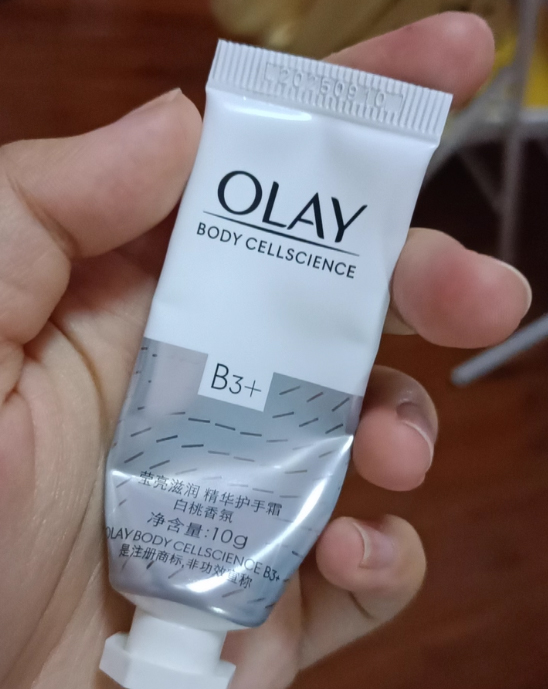 20250910
OLAY
BODY CELLSCIENCE
B3+
莹亮滋润 精华护手霜
白桃香氛
净含量:10g
OLAY BODY CELLSCIENCE B3+
是注册商标,非功效宣称